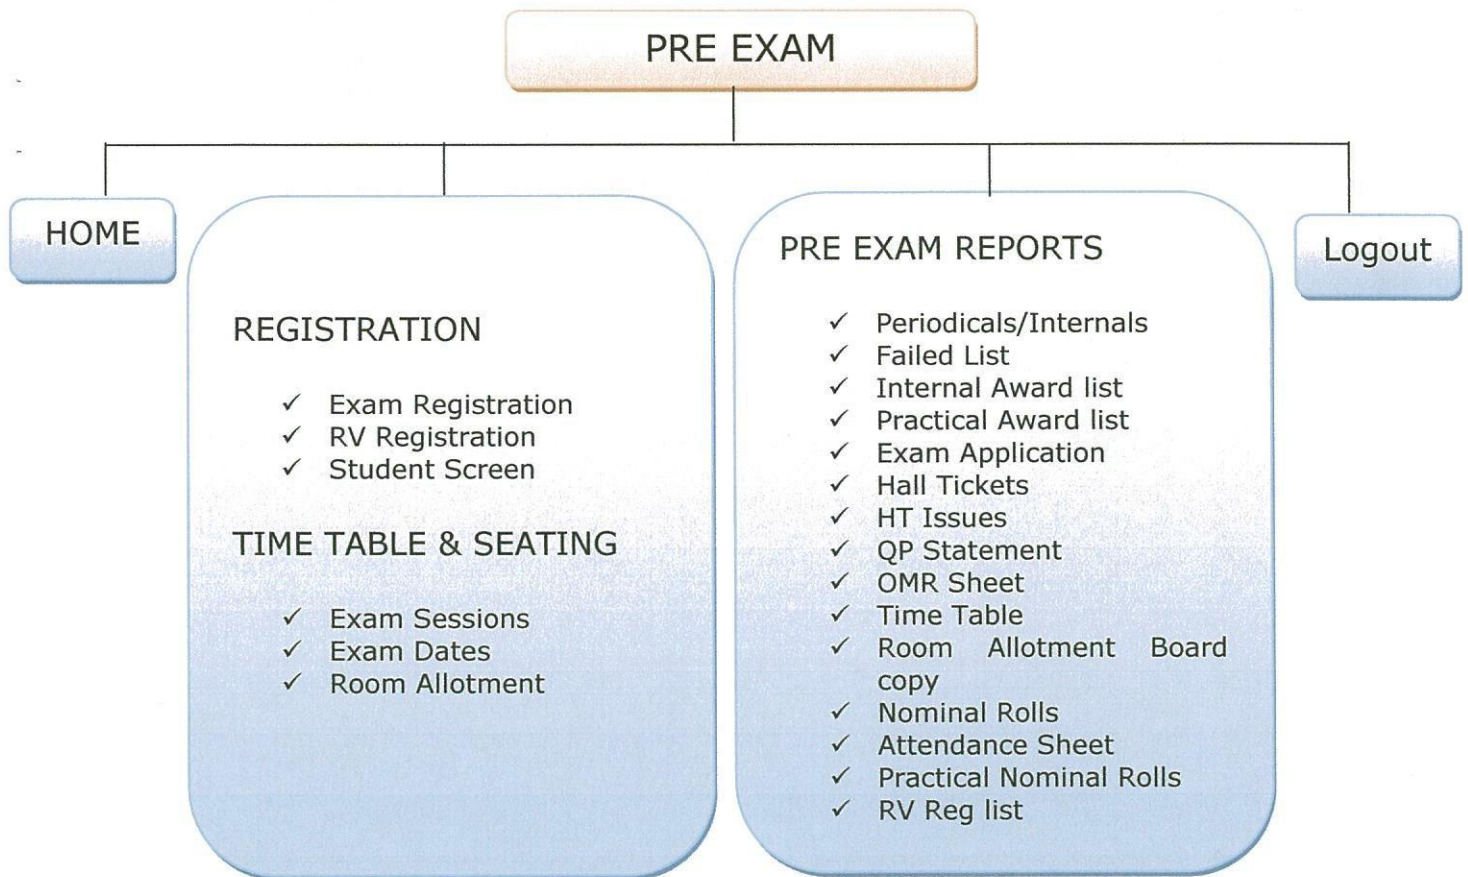 PRE EXAM
HOME
REGISTRATION
✓ Exam Registration
✓ RV Registration
✓ Student Screen
TIME TABLE & SEATING
✓ Exam Sessions
✓ Exam Dates
✓ Room Allotment
PRE EXAM REPORTS
✓ Periodicals/Internals
✓ Failed List
✓ Internal Award list
✓ Practical Award list
✓ Exam Application
✓ Hall Tickets
✓ HT Issues
✓ QP Statement
✓ OMR Sheet
✓ Time Table
✓ Room Allotment Board
copy
✓ Nominal Rolls
✓ Attendance Sheet
✓ Practical Nominal Rolls
✓ RV Reg list
Logout